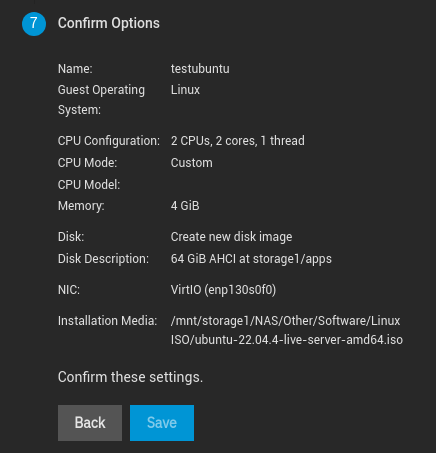 7 Confirm Options
Name: testubuntu
Guest Operating Linux
System:
CPU Configuration: 2 CPUs, 2 cores, 1 thread
CPU Mode: Custom
CPU Model:
Memory: 4 GiB
Disk: Create new disk image
Disk Description: 64 GiB AHCI at storage1/apps
NIC: VirtIO (enp130s0f0)
Installation Media: /mnt/storage1/NAS/Other/Software/Linux
ISO/ubuntu-22.04.4-live-server-amd64.iso
Confirm these settings.
Back Save